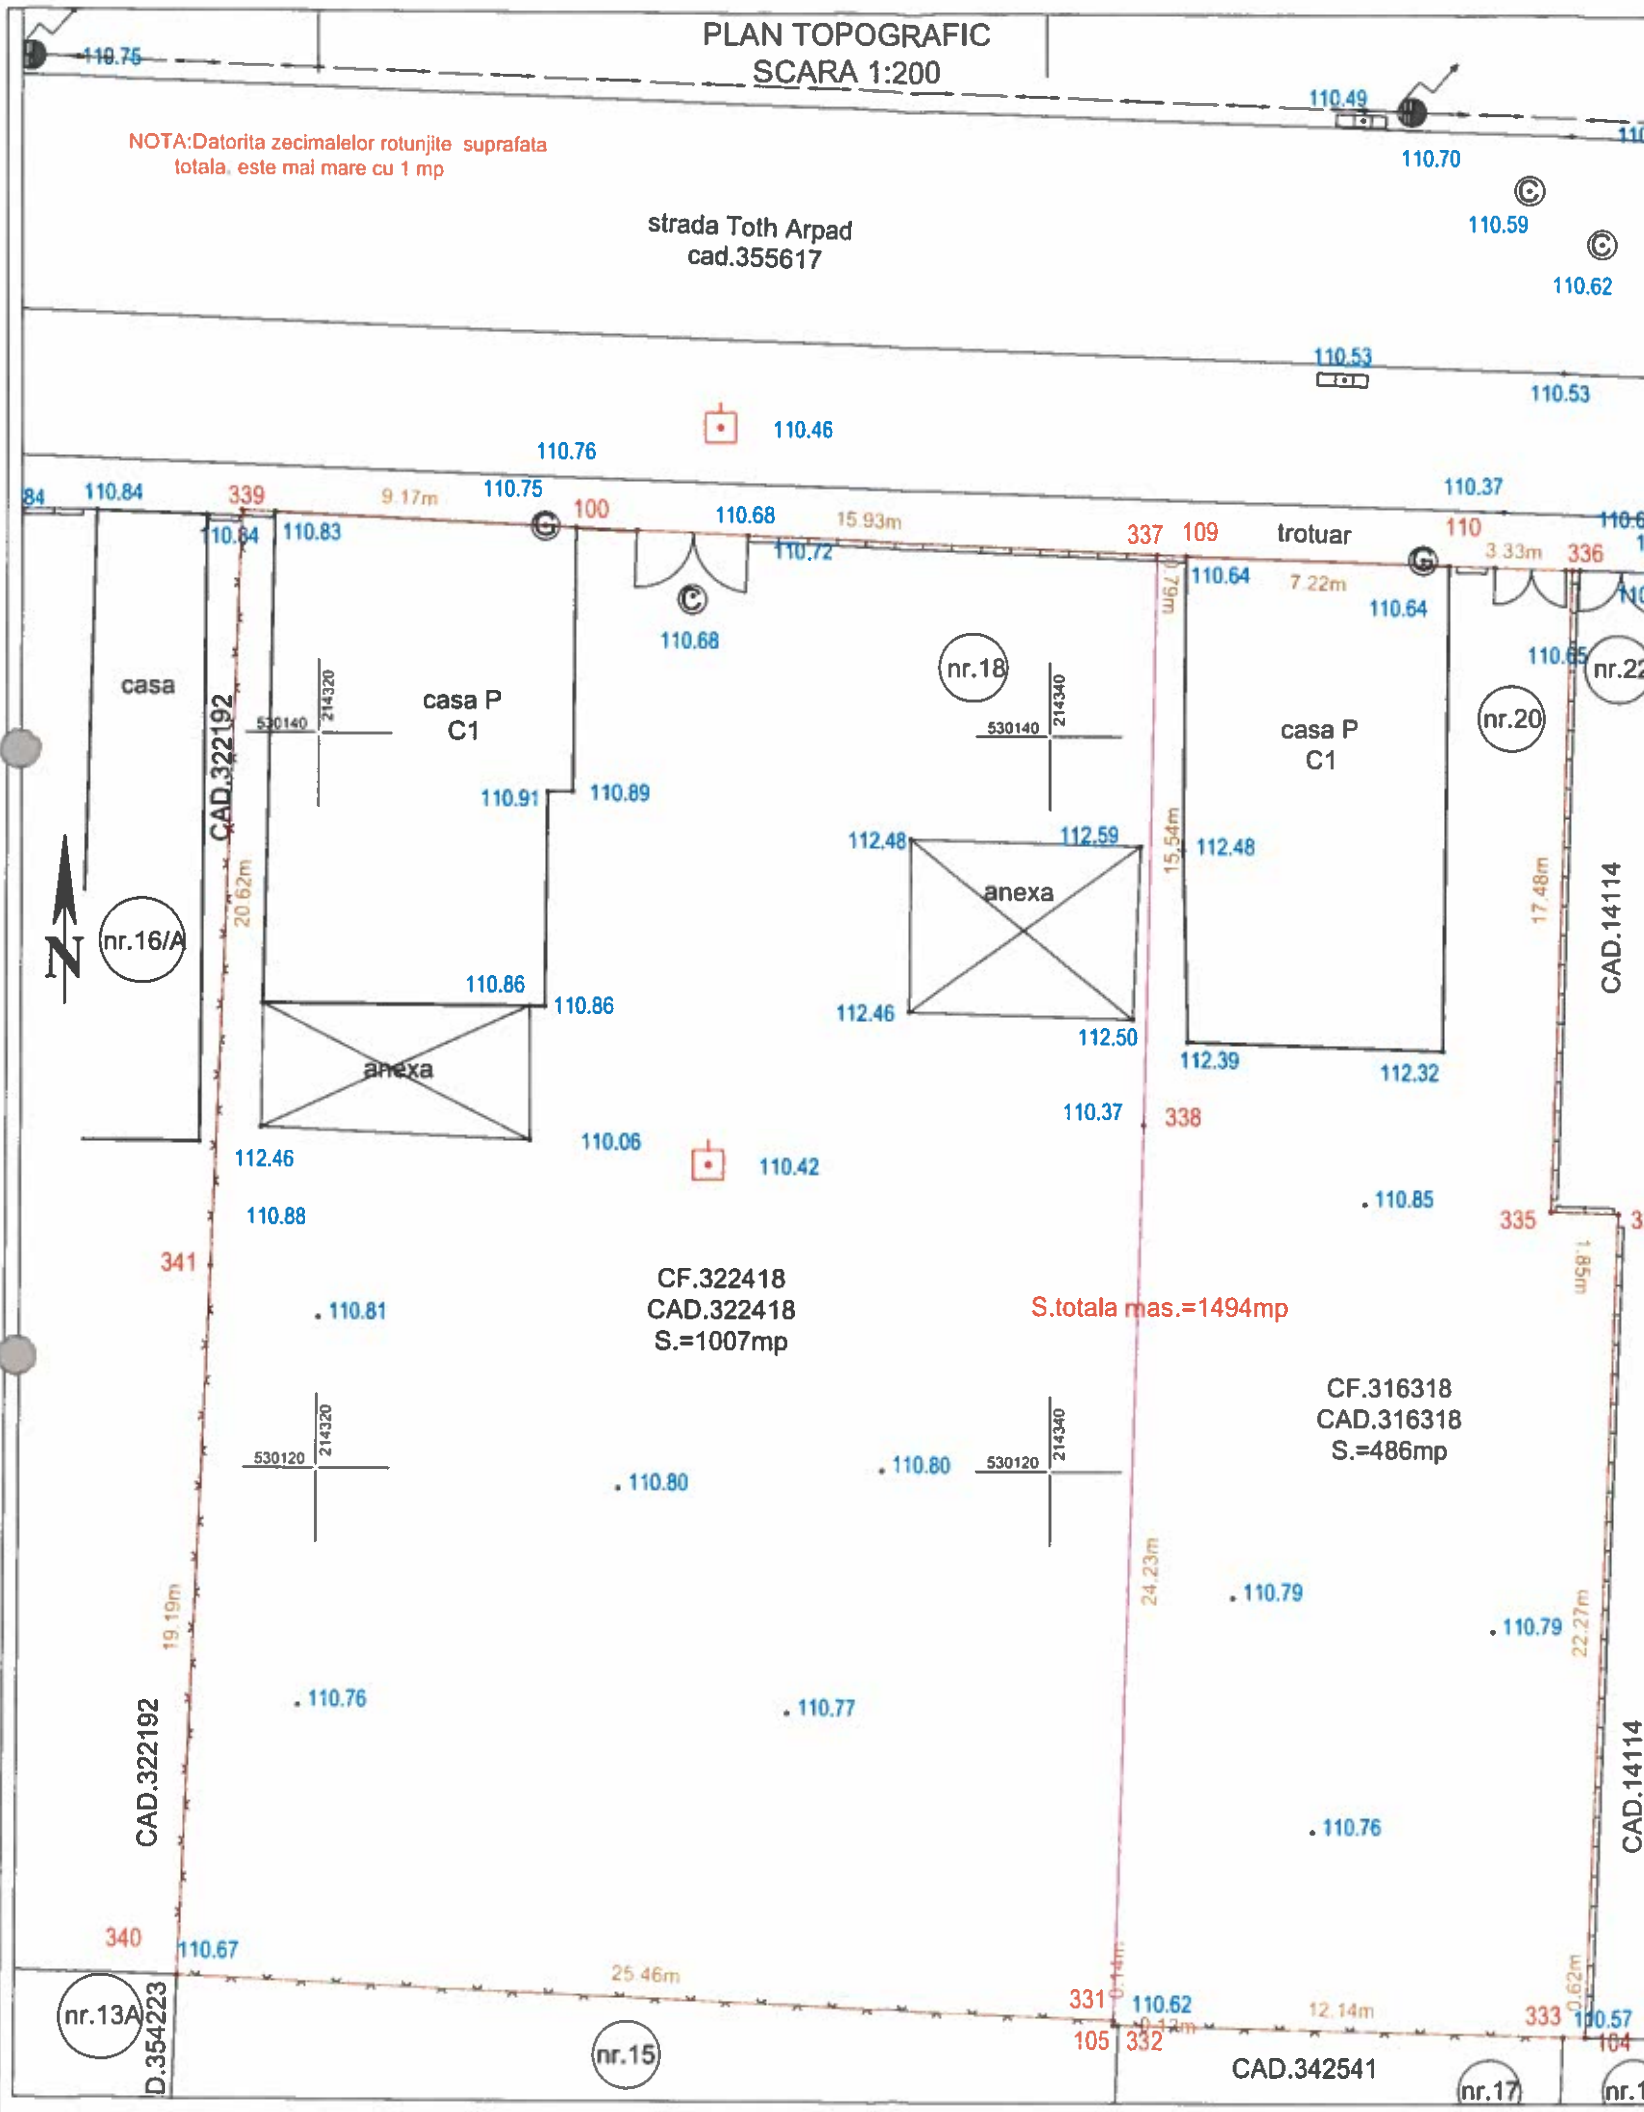 PLAN TOPOGRAFIC
SCARA 1:200
110.75
110.49
110.70
NOTA:Datorita zecimalelor rotunjite suprafata
totala. este mai mare cu 1 mp
C
110.59
C
110.62
strada Toth Arpad
cad.355617
110.53
110.53
110.46
110.76
84
110.84
339
9.17m
110.75
100
110.68
15.93m
110.37
110.84
110.83
G
110.72
337
109
trotuar
110
3.33m
336
0.79m
110.64
7.22m
G
110.64
C
110.68
110.65
nr.18
nr.20
nr.22
casa
CAD.322192
530140
214320
casa P
C1
530140
214340
casa P
C1
110.91
110.89
112.48
112.59
15.54m
112.48
anexa
17.48m
CAD.14114
20.62m
N
nr.16/A
110.86
110.86
112.46
112.50
112.39
112.32
anexa
110.37
338
112.46
110.06
110.42
110.88
110.85
335
341
1.85m
CF.322418
CAD.322418
S.=1007mp
S.totala mas.=1494mp
110.81
CF.316318
CAD.316318
S.=486mp
530120
214320
530120
214340
110.80
110.80
24.23m
110.79
110.79
22.27m
19.19m
110.76
110.77
CAD.322192
CAD.14114
110.76
340
110.67
25.46m
0.14m
331
110.62
12.14m
333
0.62m
110.57
nr.13A
D.354223
nr.15
105
332
0.12m
104
CAD.342541
nr.17